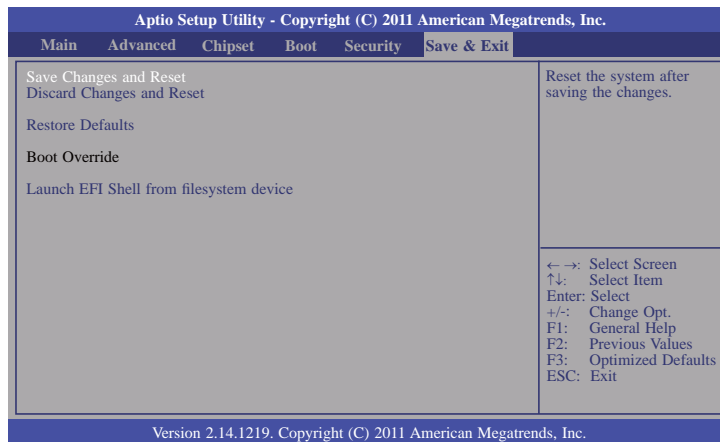 Aptio Setup Utility - Copyright (C) 2011 American Megatrends, Inc.
Main Advanced Chipset Boot Security Save & Exit
Save Changes and Reset
Discard Changes and Reset
Restore Defaults
Boot Override
Launch EFI Shell from filesystem device
Reset the system after
saving the changes.
← →: Select Screen
↑↓: Select Item
Enter: Select
+/-: Change Opt.
F1: General Help
F2: Previous Values
F3: Optimized Defaults
ESC: Exit
Version 2.14.1219. Copyright (C) 2011 American Megatrends, Inc.